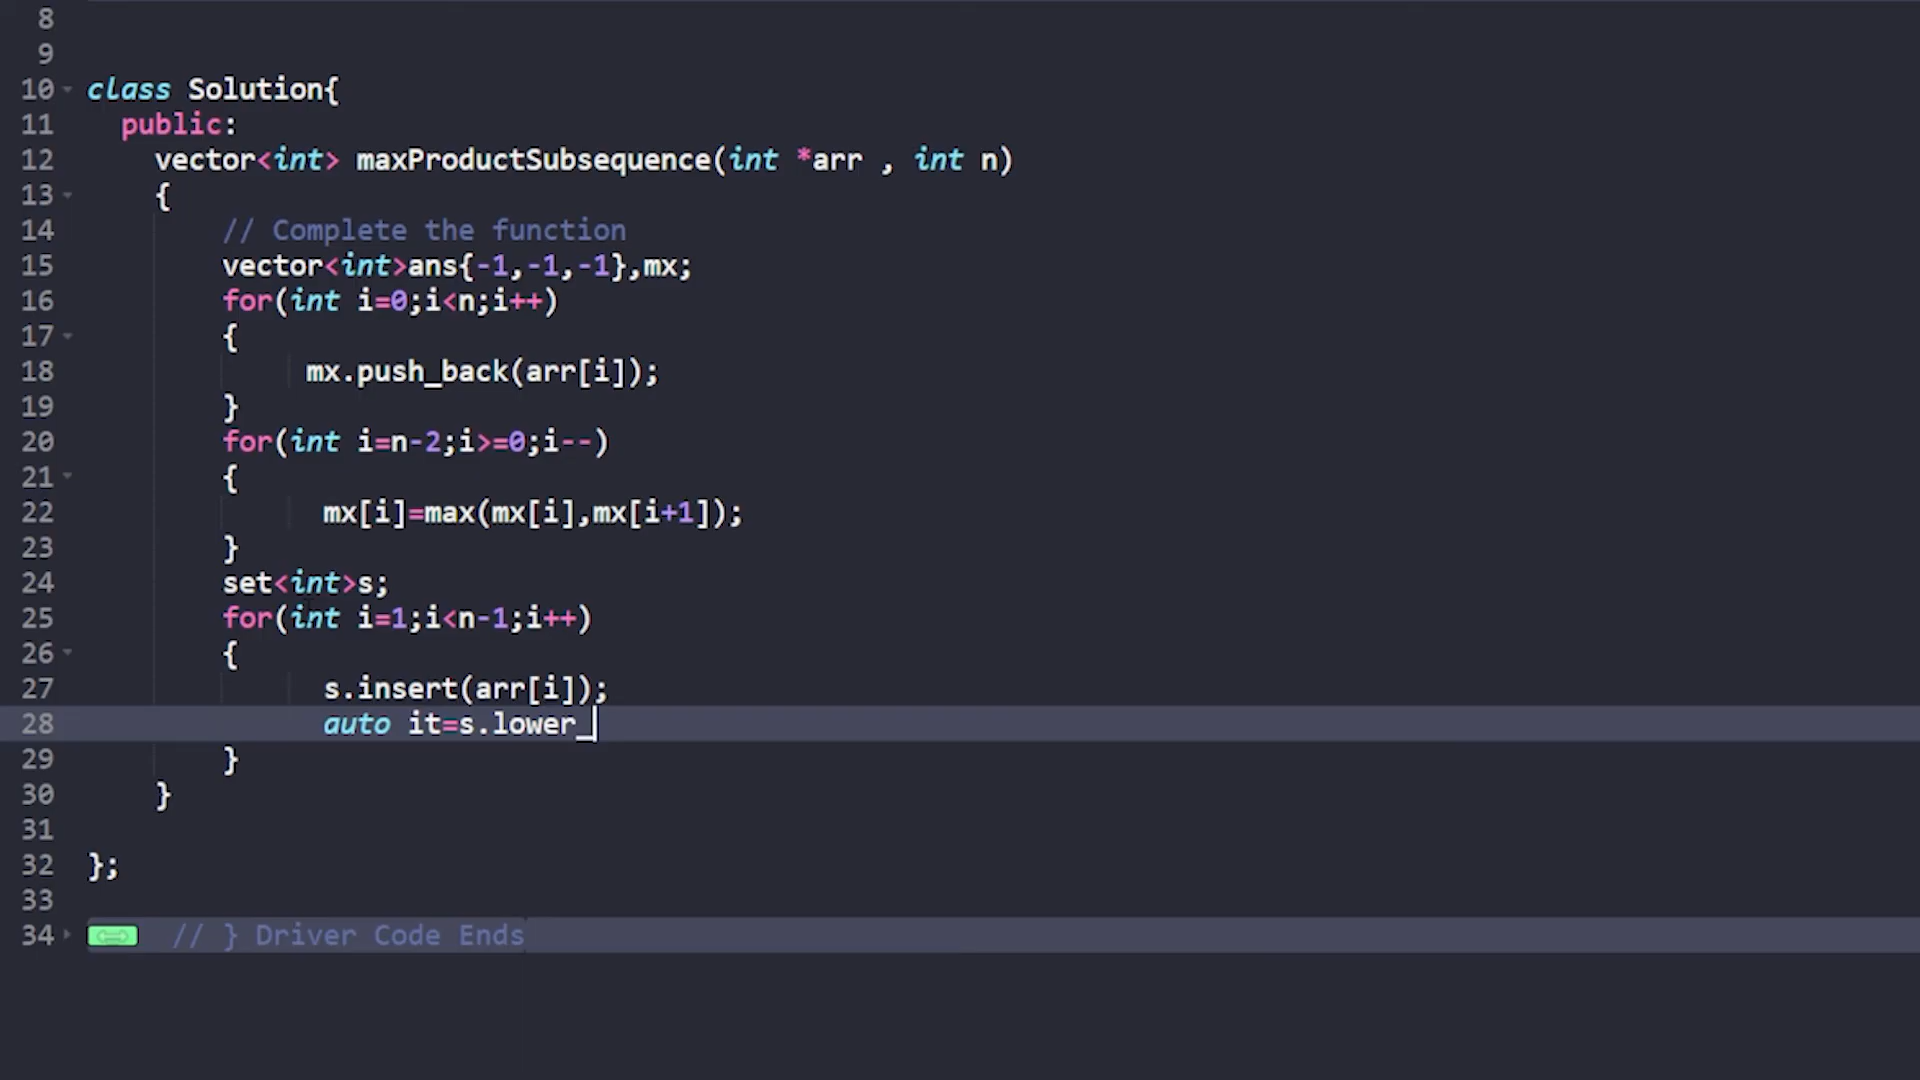 8
9
10 class Solution{
11 public:
12 vector<int> maxProductSubsequence(int *arr , int n)
13 {
14 // Complete the function
15 vector<int>ans{-1,-1,-1},mx;
16 for(int i=0;i<n;i++)
17 {
18 mx.push_back(arr[i]);
19 }
20 for(int i=n-2;i>=0;i--)
21 {
22 mx[i]=max(mx[i],mx[i+1]);
23 }
24 set<int>s;
25 for(int i=1;i<n-1;i++)
26 {
27 s.insert(arr[i]);
28 auto it=s.lower_
29 }
30 }
31
32 };
33
34 // } Driver Code Ends